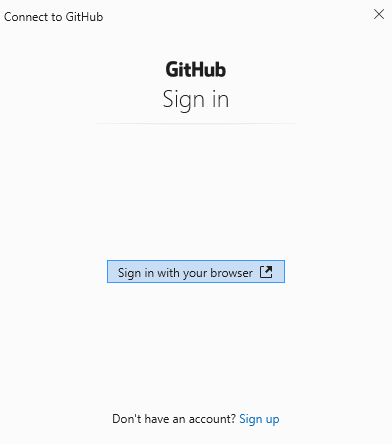 Connect to GitHub
GitHub
Sign in
Sign in with your browser
Don't have an account? Sign up